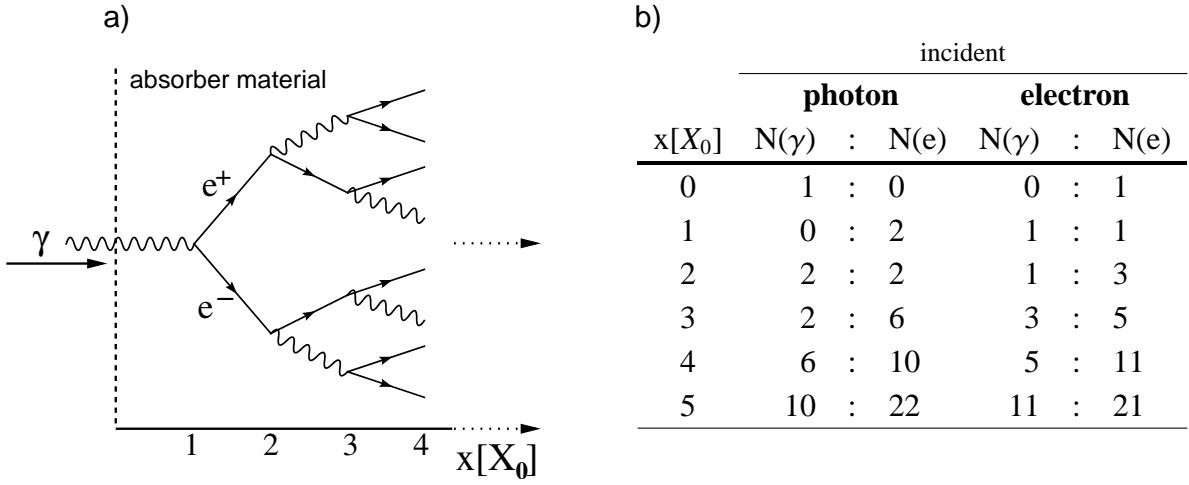 a)
absorber material
γ
e⁺
e⁻
1 2 3 4
x[X₀]
b)
incident
photon electron
x[X₀] N(γ) : N(e) N(γ) : N(e)
0 1 : 0 0 : 1
1 0 : 2 1 : 1
2 2 : 2 1 : 3
3 2 : 6 3 : 5
4 6 : 10 5 : 11
5 10 : 22 11 : 21